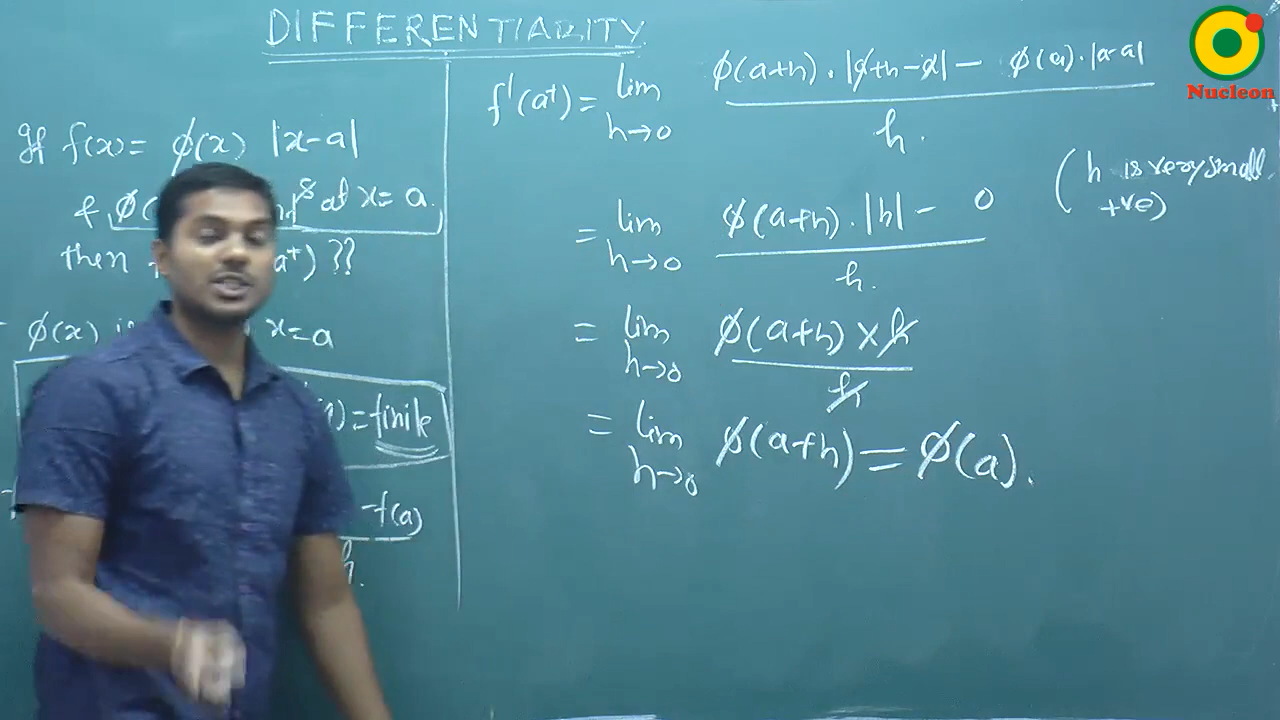 DIFFERENTIABITY
Nucleon
If f(x) = ϕ(x) |x-a|
& ϕ( at x = a.
then a⁺) ??
ϕ(x) is x = a
) = finite
-f(a)
h.
f'(a⁺) = lim h→0 ϕ(a+h) . |a+h-a| - ϕ(a) . |a-a| / h.
= lim h→0 ϕ(a+h) . |h| - 0 / h.
(h is very small
+ve)
= lim h→0 ϕ(a+h) × h / h
= lim h→0 ϕ(a+h) = ϕ(a).